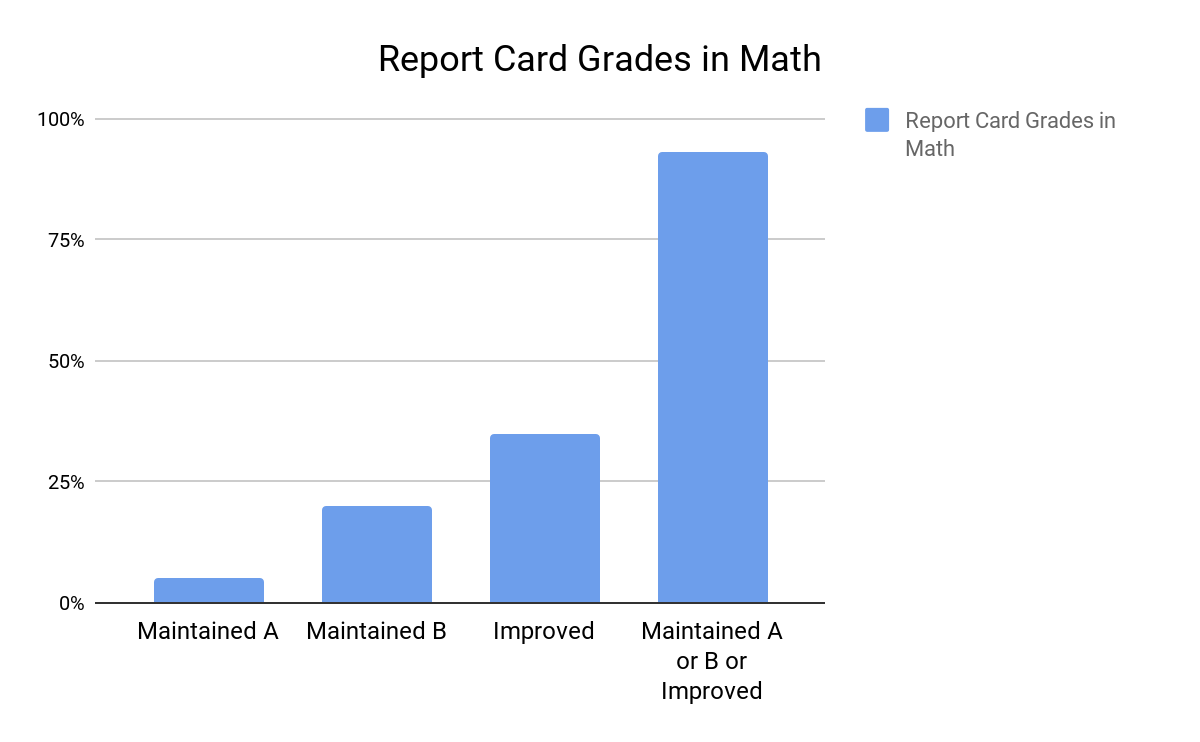 Report Card Grades in Math
100%
75%
50%
25%
0%
Maintained A
Maintained B
Improved
Maintained A
or B or
Improved
Report Card Grades in
Math